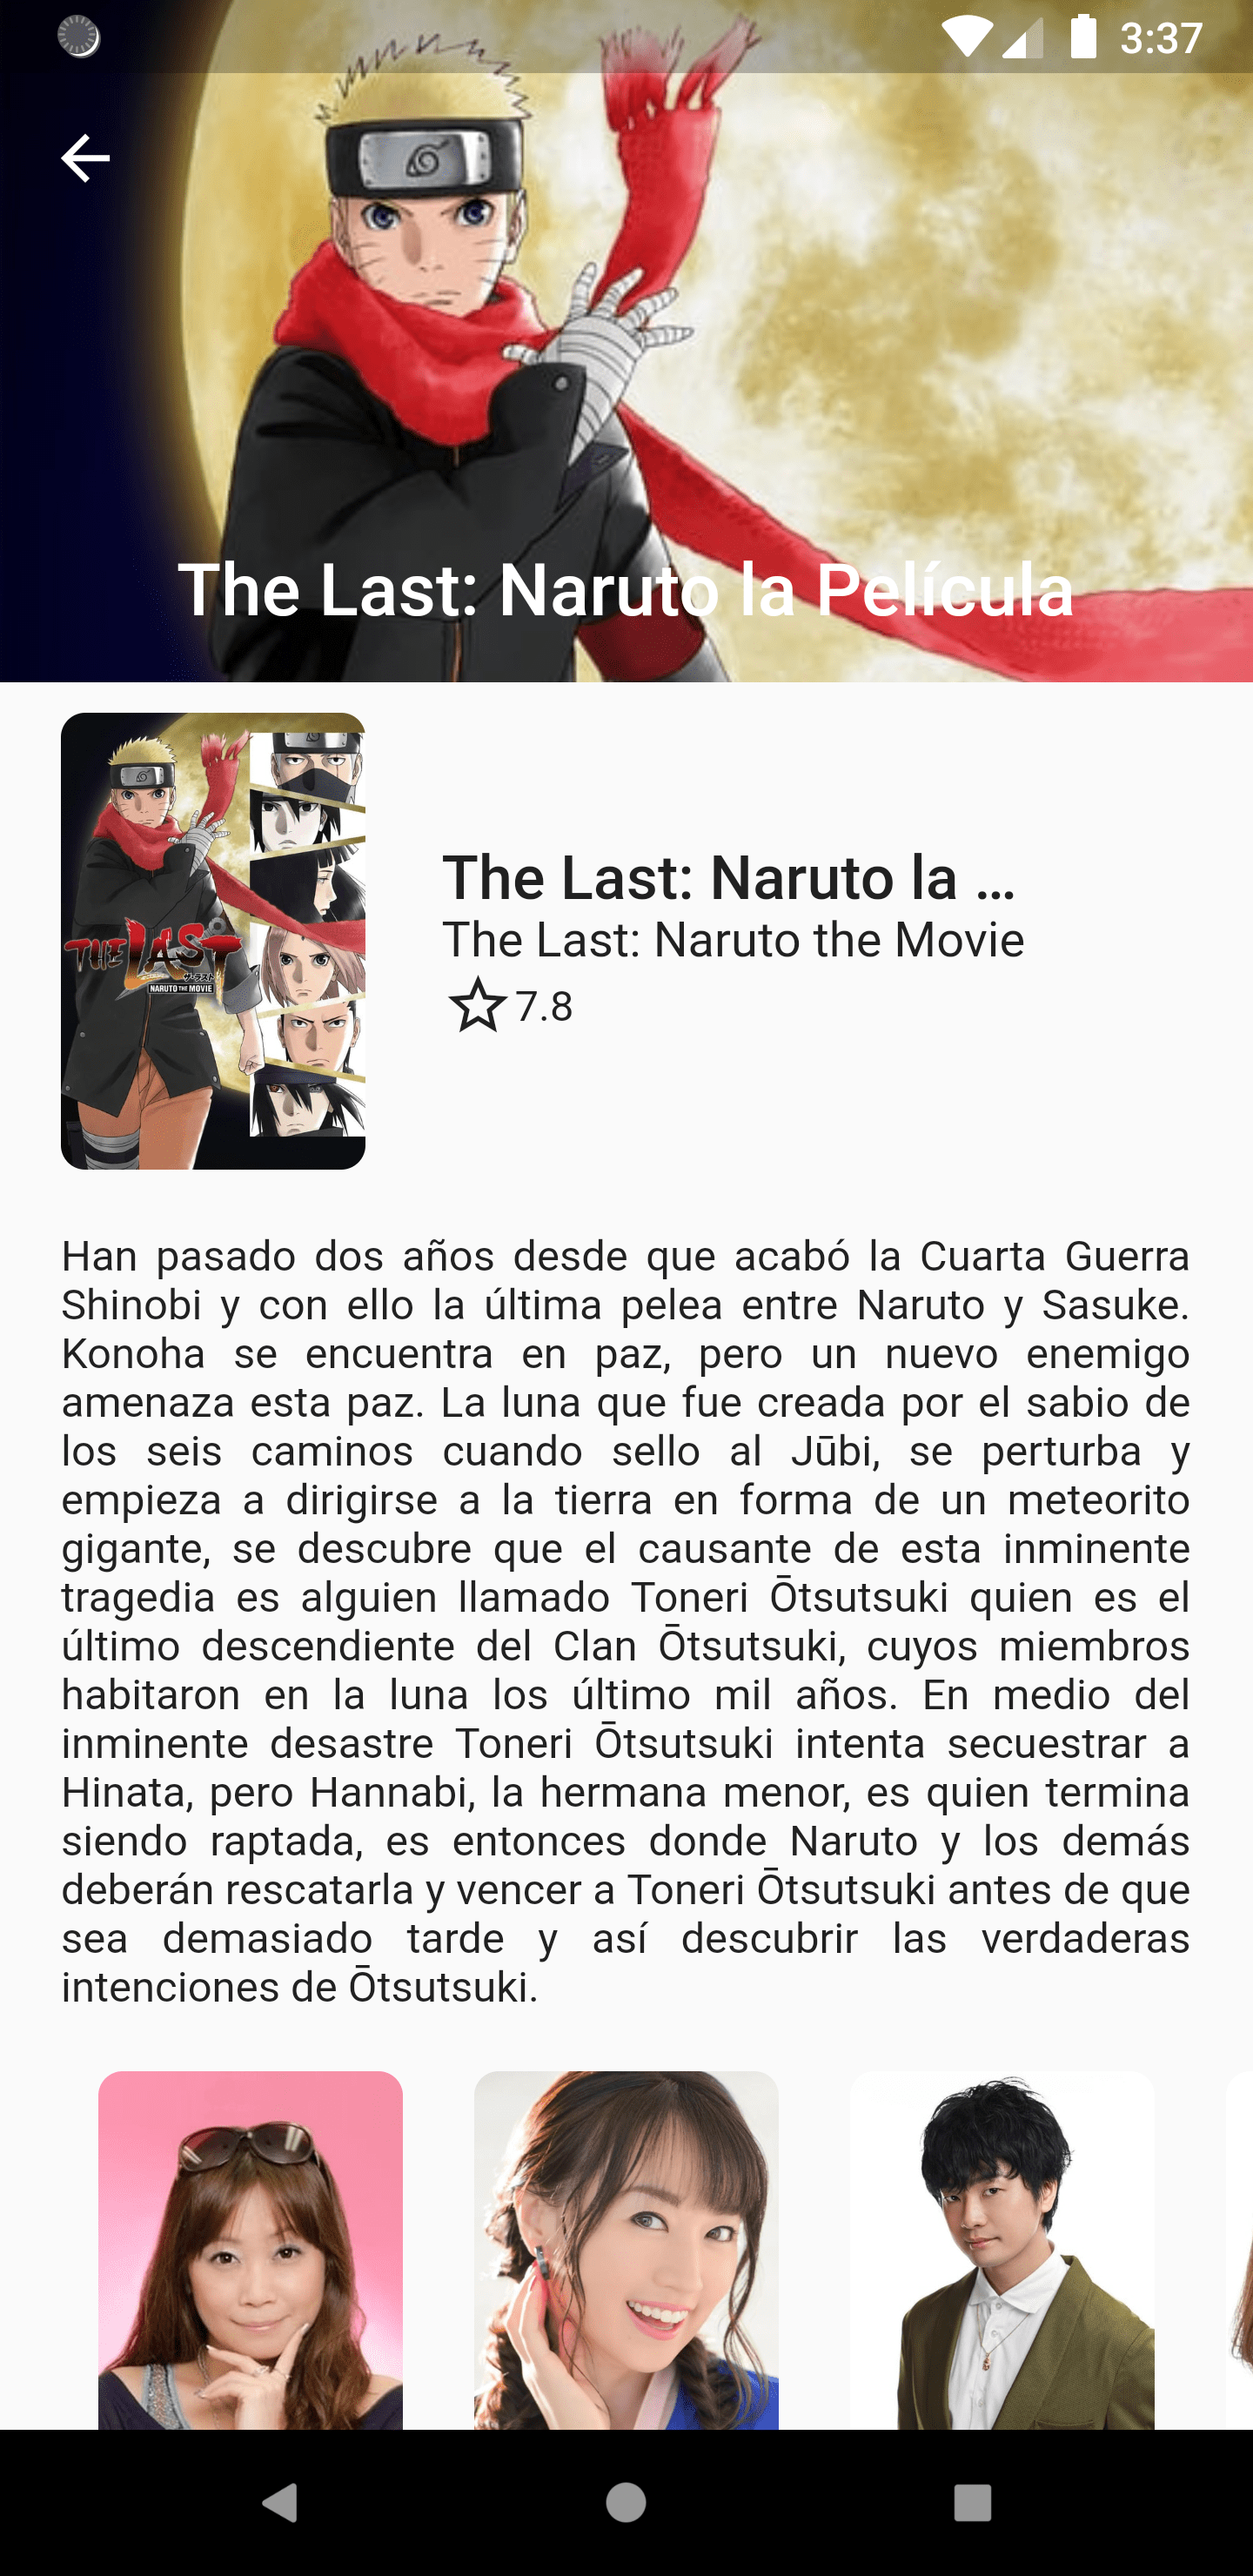 3:37
The Last: Naruto la Película
THE LAST
ザ・ラスト
NARUTO THE MOVIE
The Last: Naruto la ...
The Last: Naruto the Movie
7.8
Han pasado dos años desde que acabó la Cuarta Guerra
Shinobi y con ello la última pelea entre Naruto y Sasuke.
Konoha se encuentra en paz, pero un nuevo enemigo
amenaza esta paz. La luna que fue creada por el sabio de
los seis caminos cuando sello al Jūbi, se perturba y
empieza a dirigirse a la tierra en forma de un meteorito
gigante, se descubre que el causante de esta inminente
tragedia es alguien llamado Toneri Ōtsutsuki quien es el
último descendiente del Clan Ōtsutsuki, cuyos miembros
habitaron en la luna los último mil años. En medio del
inminente desastre Toneri Ōtsutsuki intenta secuestrar a
Hinata, pero Hannabi, la hermana menor, es quien termina
siendo raptada, es entonces donde Naruto y los demás
deberán rescatarla y vencer a Toneri Ōtsutsuki antes de que
sea demasiado tarde y así descubrir las verdaderas
intenciones de Ōtsutsuki.